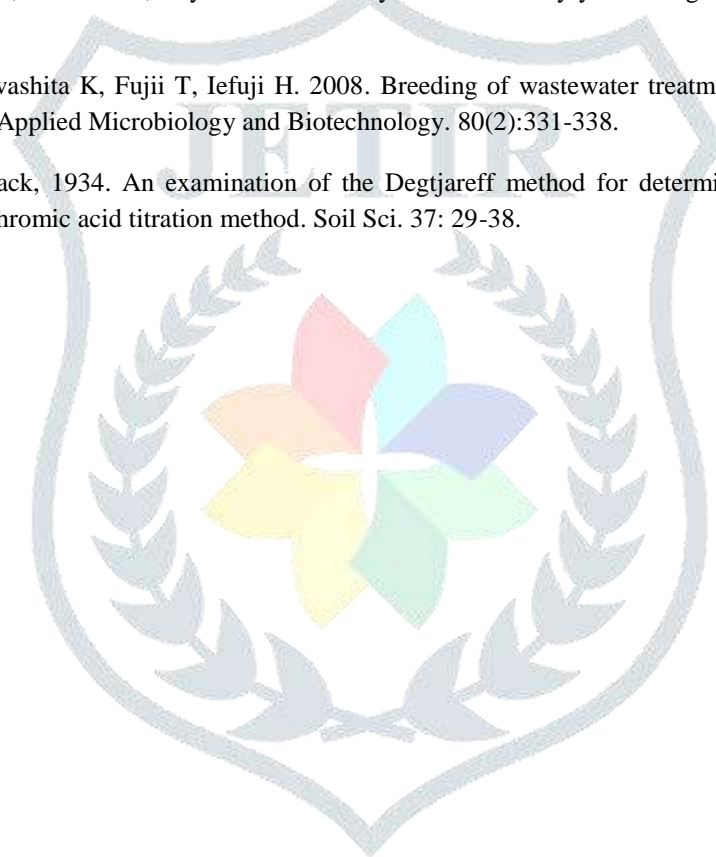 JETIR
washita K, Fujii T, Iefuji H. 2008. Breeding of wastewater treatm
Applied Microbiology and Biotechnology. 80(2):331-338.
ack, 1934. An examination of the Degtjareff method for determi
hromic acid titration method. Soil Sci. 37: 29-38.